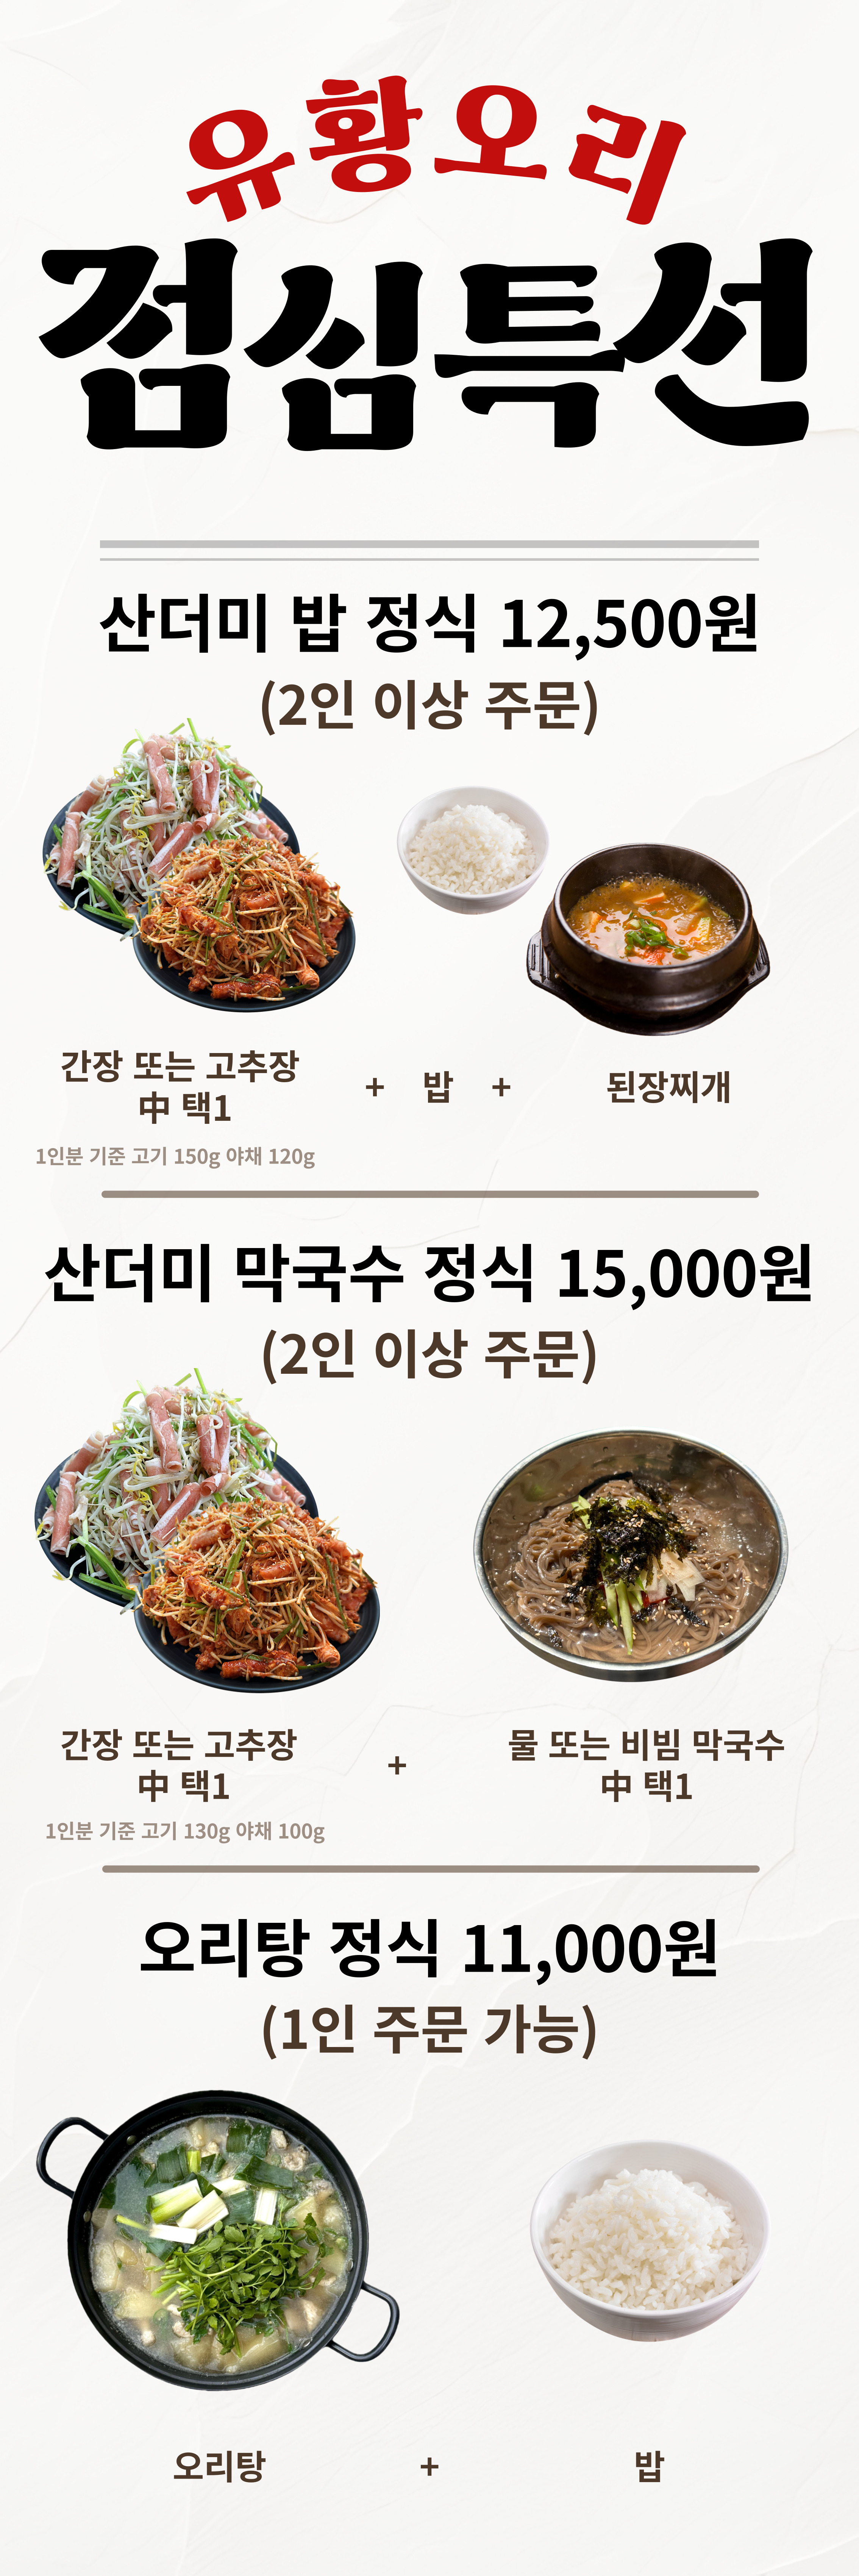 유황오리
점심특선
산더미 밥 정식 12,500원
(2인 이상 주문)
간장 또는 고추장
中 택1
+ 밥 + 된장찌개
1인분 기준 고기 150g 야채 120g
산더미 막국수 정식 15,000원
(2인 이상 주문)
간장 또는 고추장
中 택1
+
물 또는 비빔 막국수
中 택1
1인분 기준 고기 130g 야채 100g
오리탕 정식 11,000원
(1인 주문 가능)
오리탕 + 밥